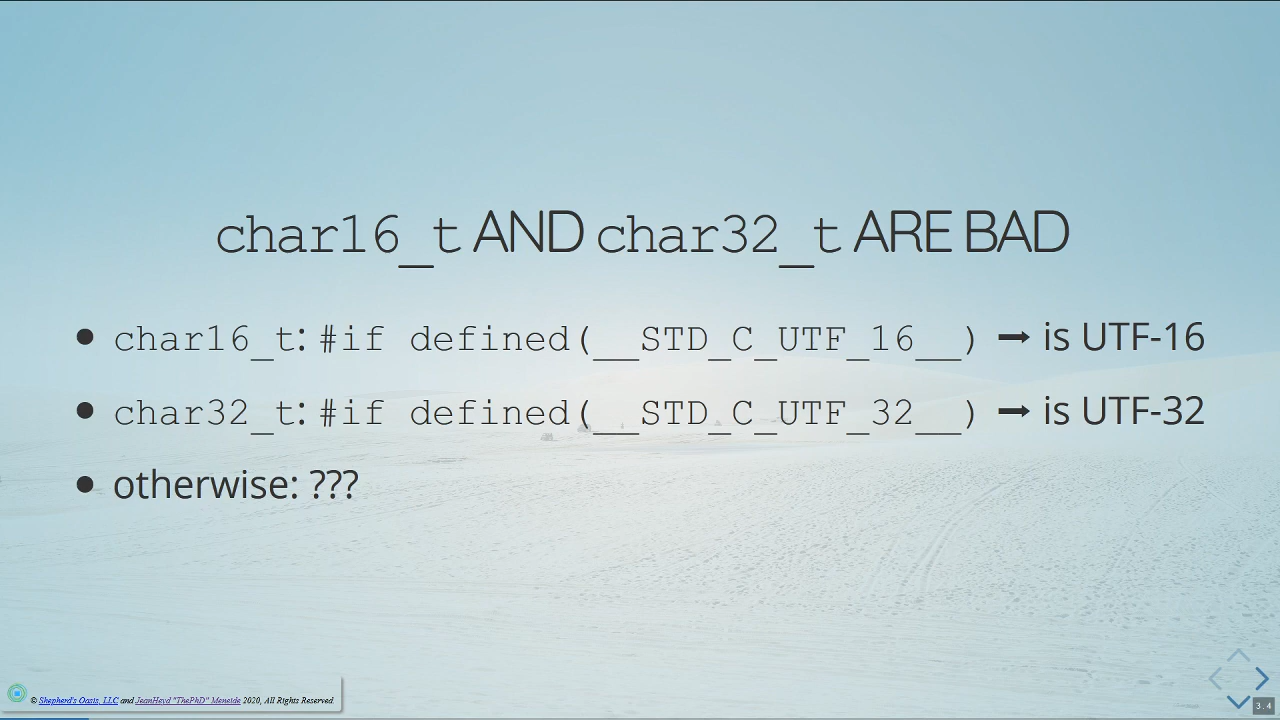 char16_t AND char32_t ARE BAD
● char16_t: #if defined(__STD_C_UTF_16__) ➡ is UTF-16
● char32_t: #if defined(__STD_C_UTF_32__) ➡ is UTF-32
● otherwise: ???
© Shepherd's Oasis, LLC and JeanHeyd "ThePhD" Meneide 2020, All Rights Reserved.
3.4